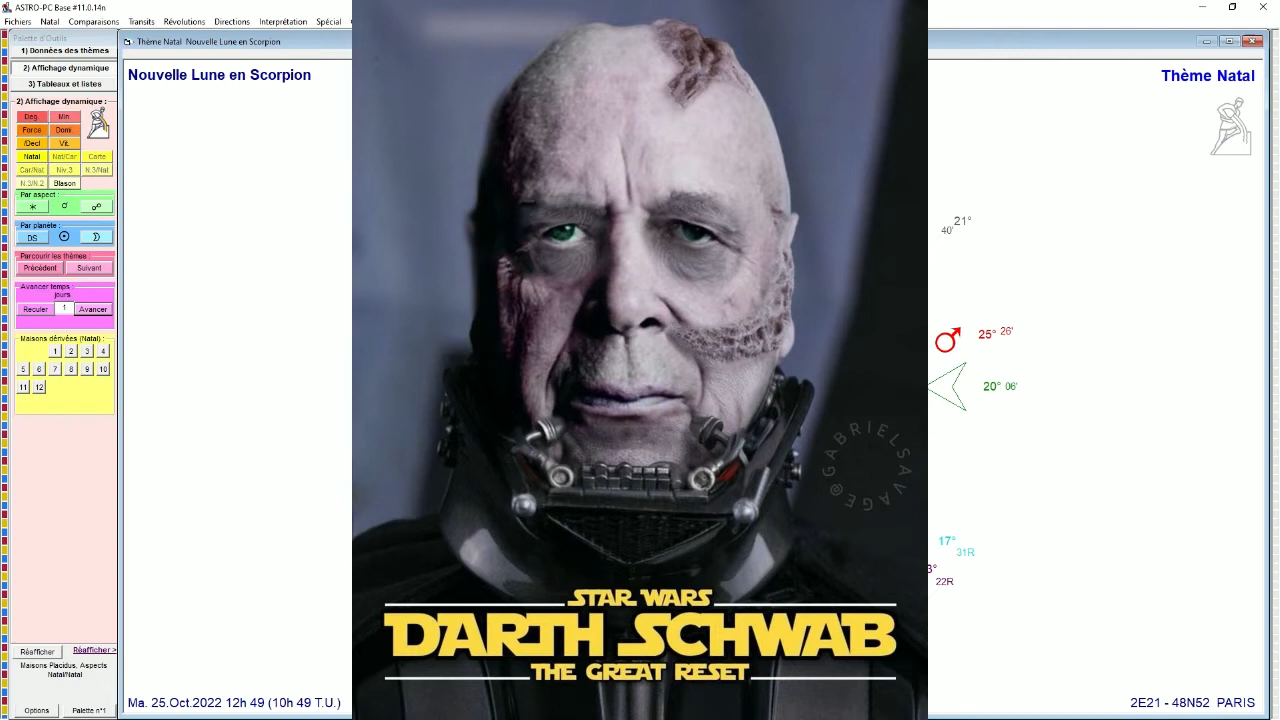 ASTRO-PC Base #11.0.14n
Fichiers Natal Comparaisons Transits Révolutions Directions Interprétation Spécial
Palette d'Outils
1) Données des thèmes
2) Affichage dynamique
3) Tableaux et listes
2) Affichage dynamique :
Deg. Min.
Force Domi.
/Decl Vit.
Natal Nat/Car Carte
Car/Nat Niv.3 N.3/Nat
N.3/N.2 Blason
Par aspect :
Par planète :
DS
Parcourir les thèmes
Précédent Suivant
Avancer temps :
jours
Reculer 1 Avancer
Maisons dérivées (Natal) :
1 2 3 4
5 6 7 8 9 10
11 12
Réafficher Réafficher >
Maisons Placidus, Aspects
Natal/Natal
Options Palette n°1
Thème Natal Nouvelle Lune en Scorpion
Nouvelle Lune en Scorpion
Thème Natal
21°
40'
25° 26'
20° 06'
17°
31R
3°
22R
@GABRIELSAVAGE
STAR WARS
DARTH SCHWAB
THE GREAT RESET
Ma. 25.Oct.2022 12h 49 (10h 49 T.U.)
2E21 - 48N52 PARIS